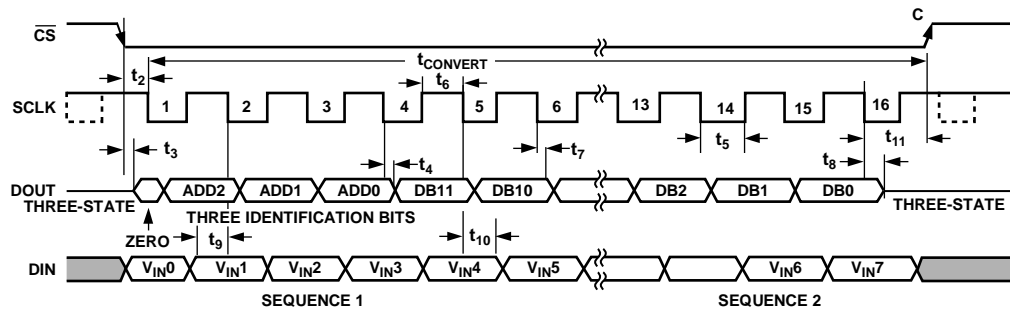 C
CS
tCONVERT
t2
t6
SCLK
1 2 3 4 5 6 13 14 15 16
t3 t4 t7 t5 t11
t8
DOUT ADD2 ADD1 ADD0 DB11 DB10 DB2 DB1 DB0
THREE-STATE THREE IDENTIFICATION BITS THREE-STATE
ZERO t9 t10
DIN VIN0 VIN1 VIN2 VIN3 VIN4 VIN5 VIN6 VIN7
SEQUENCE 1 SEQUENCE 2